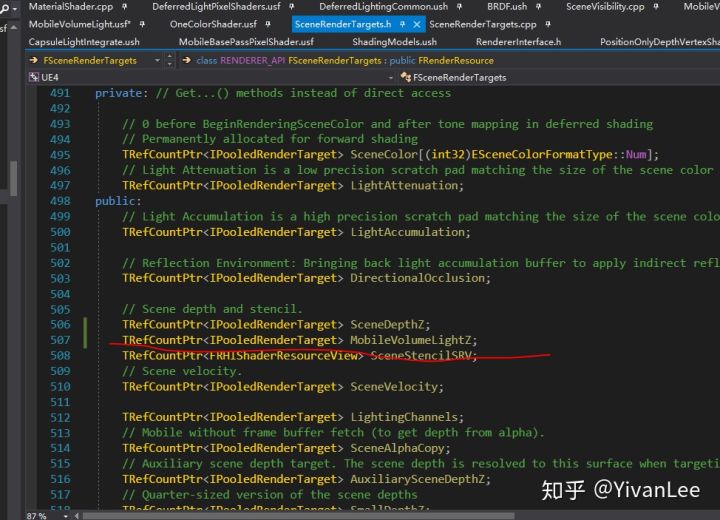 MaterialShader.cpp DeferredLightPixelShaders.usf DeferredLightingCommon.ush BRDF.ush SceneVisibility.cpp MobileV
MobileVolumeLight.usf* OneColorShader.usf SceneRenderTargets.h SceneRenderTargets.cpp
CapsuleLightIntegrate.ush MobileBasePassPixelShader.usf ShadingModels.ush RendererInterface.h PositionOnlyDepthVertexSha
FSceneRenderTargets class RENDERER_API FSceneRenderTargets : public FRenderResource
UE4 FSceneRenderTargets
491 private: // Get...() methods instead of direct access
492
493 // 0 before BeginRenderingSceneColor and after tone mapping in deferred shading
494 // Permanently allocated for forward shading
495 TRefCountPtr<IPooledRenderTarget> SceneColor[(int32)ESceneColorFormatType::Num];
496 // Light Attenuation is a low precision scratch pad matching the size of the scene color
497 TRefCountPtr<IPooledRenderTarget> LightAttenuation;
498 public:
499 // Light Accumulation is a high precision scratch pad matching the size of the scene colo
500 TRefCountPtr<IPooledRenderTarget> LightAccumulation;
501
502 // Reflection Environment: Bringing back light accumulation buffer to apply indirect refl
503 TRefCountPtr<IPooledRenderTarget> DirectionalOcclusion;
504
505 // Scene depth and stencil.
506 TRefCountPtr<IPooledRenderTarget> SceneDepthZ;
507 TRefCountPtr<IPooledRenderTarget> MobileVolumeLightZ;
508 TRefCountPtr<FRHIShaderResourceView> SceneStencilSRV;
509 // Scene velocity.
510 TRefCountPtr<IPooledRenderTarget> SceneVelocity;
511
512 TRefCountPtr<IPooledRenderTarget> LightingChannels;
513 // Mobile without frame buffer fetch (to get depth from alpha).
514 TRefCountPtr<IPooledRenderTarget> SceneAlphaCopy;
515 // Auxiliary scene depth target. The scene depth is resolved to this surface when targeti
516 TRefCountPtr<IPooledRenderTarget> AuxiliarySceneDepthZ;
517 // Quarter-sized version of the scene depths
518 TRefCountPtr<IPooledRenderTarget> SmallDepthZ;
87 %
知乎 @YivanLee